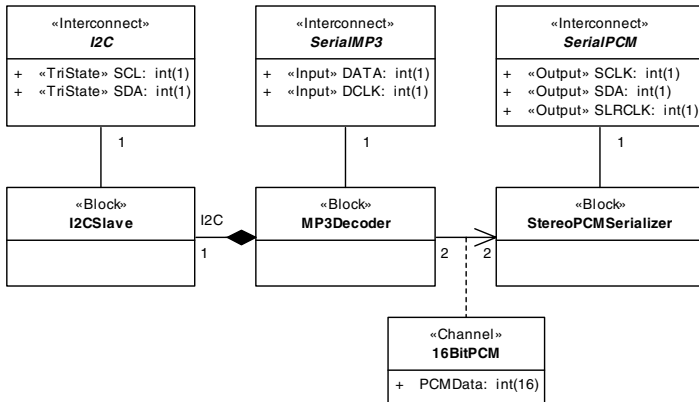 «Interconnect»
I2C
+ «TriState» SCL: int(1)
+ «TriState» SDA: int(1)
«Interconnect»
SerialMP3
+ «Input» DATA: int(1)
+ «Input» DCLK: int(1)
«Interconnect»
SerialPCM
+ «Output» SCLK: int(1)
+ «Output» SDA: int(1)
+ «Output» SLRCLK: int(1)
1
1
1
«Block»
I2CSlave
I2C
1
«Block»
MP3Decoder
2
2
«Block»
StereoPCMSerializer
«Channel»
16BitPCM
+ PCMData: int(16)